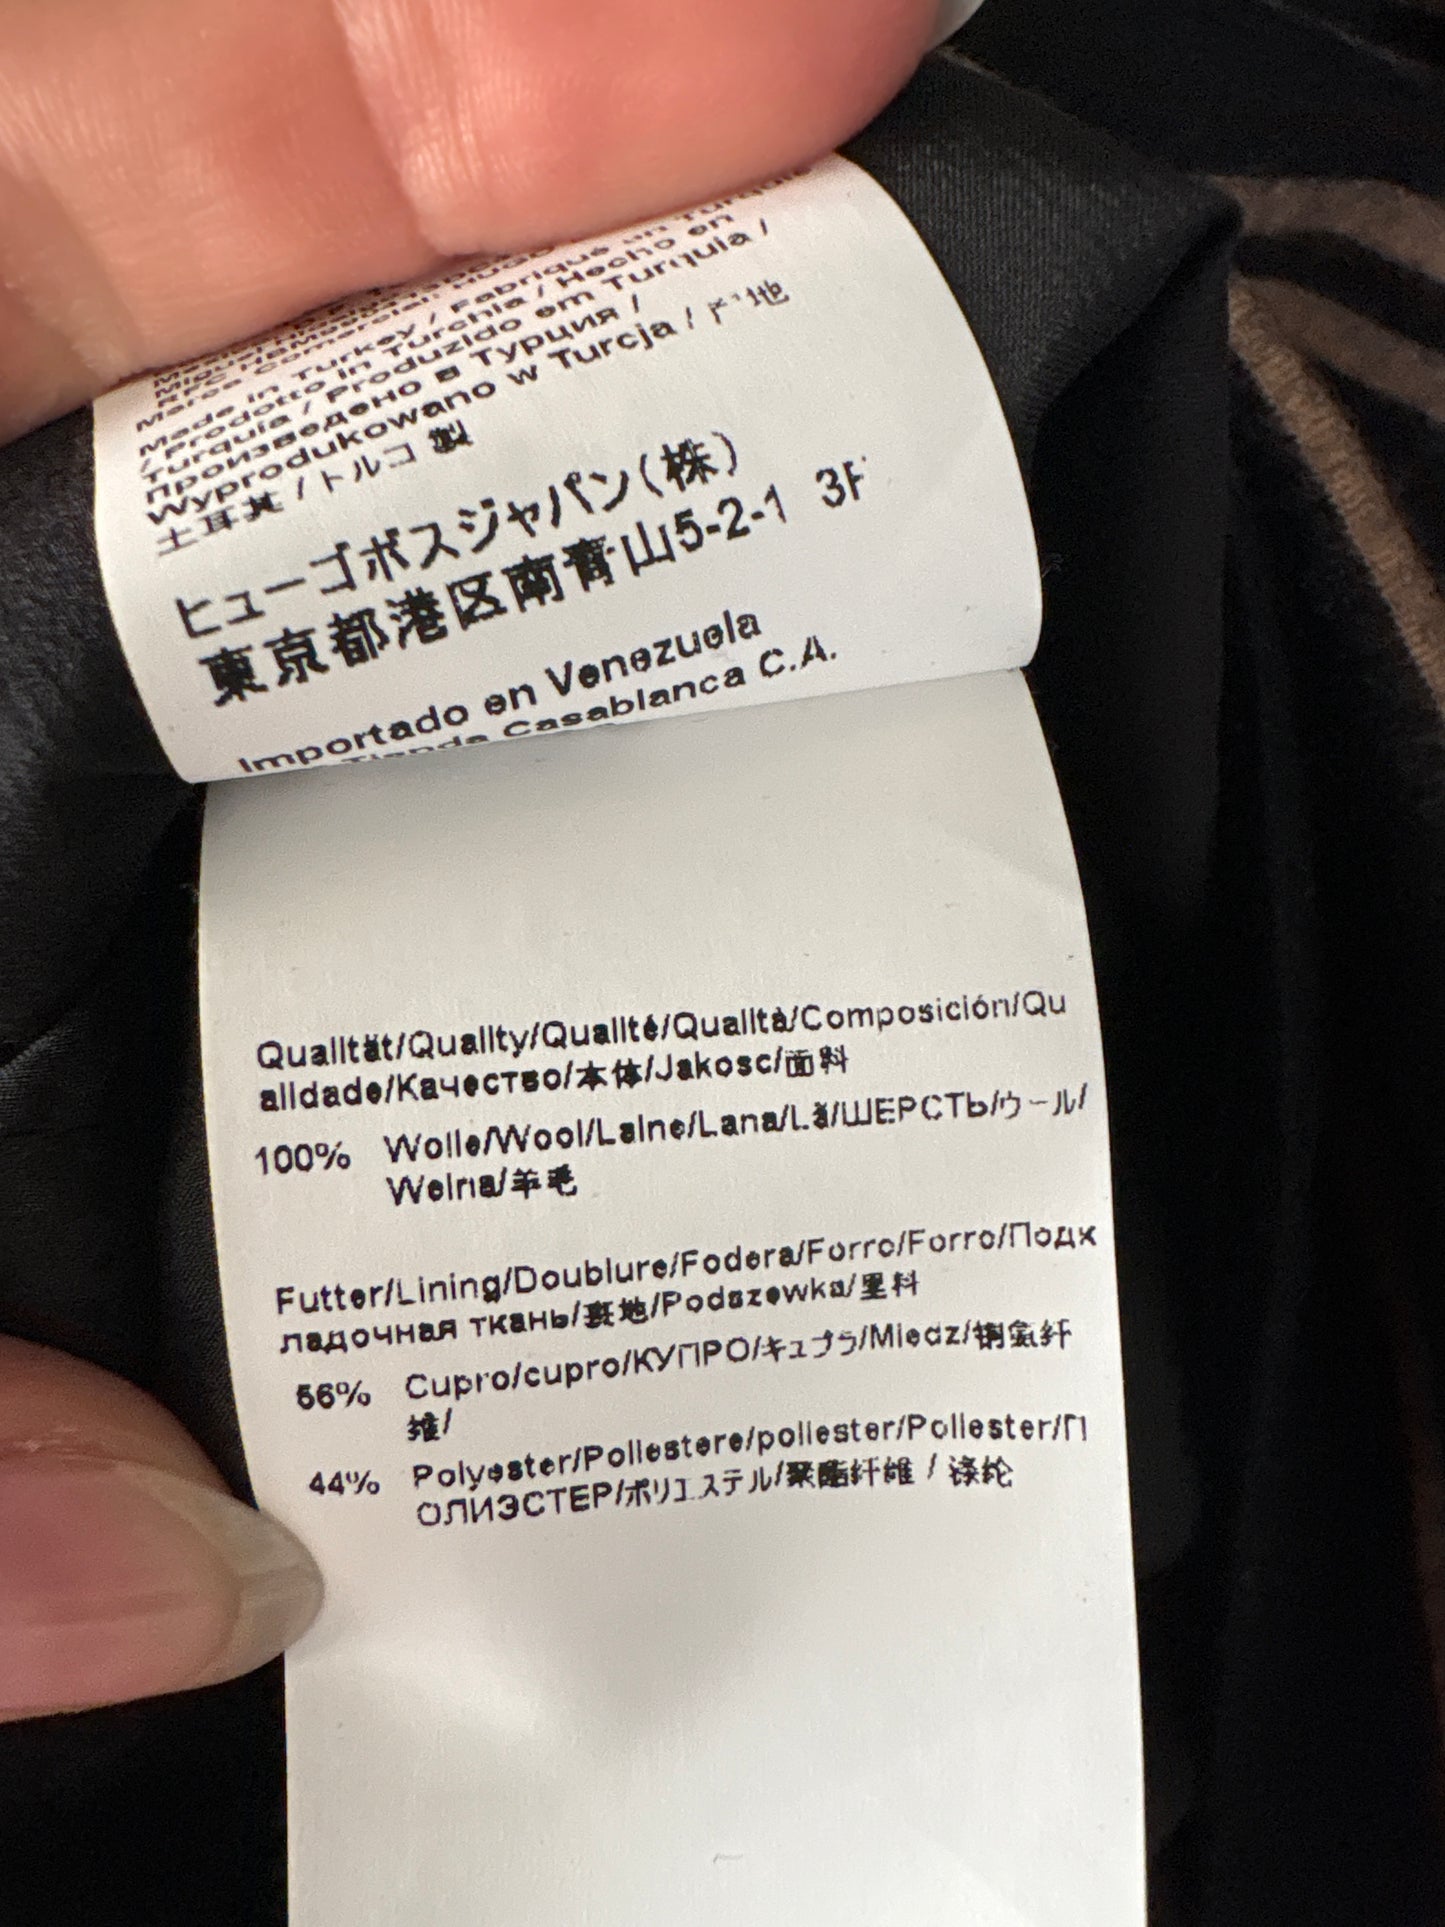 Made in Turkey / Fabriqué en Turquie
/ Prodotto in Turchia / Hecho en
Turquía / Produzido em Turquia /
Произведено в Турция /
Wyprodukowano w Turcja / 地
土耳其 / トルコ 製
ヒューゴボスジャパン(株)
東京都港区南青山5-2-1 3F
Importado en Venezuela
Tienda Casablanca C.A.
Qualität/Quality/Qualité/Qualità/Composición/Qu
alidade/Качество/本体/Jakosc/面料
100% Wolle/Wool/Laine/Lana/Lã/ШЕРСТЬ/ウール/
Welna/羊毛
Futter/Lining/Doublure/Fodera/Forro/Forro/Подк
ладочная ткань/裏地/Podszewka/里料
56% Cupro/cupro/КУПРО/キュプラ/Miedz/铜氨纤
维/
44% Polyester/Poliestere/poliester/Poliester/П
ОЛИЭСТЕР/ポリエステル/聚酯纤维 / 涤纶